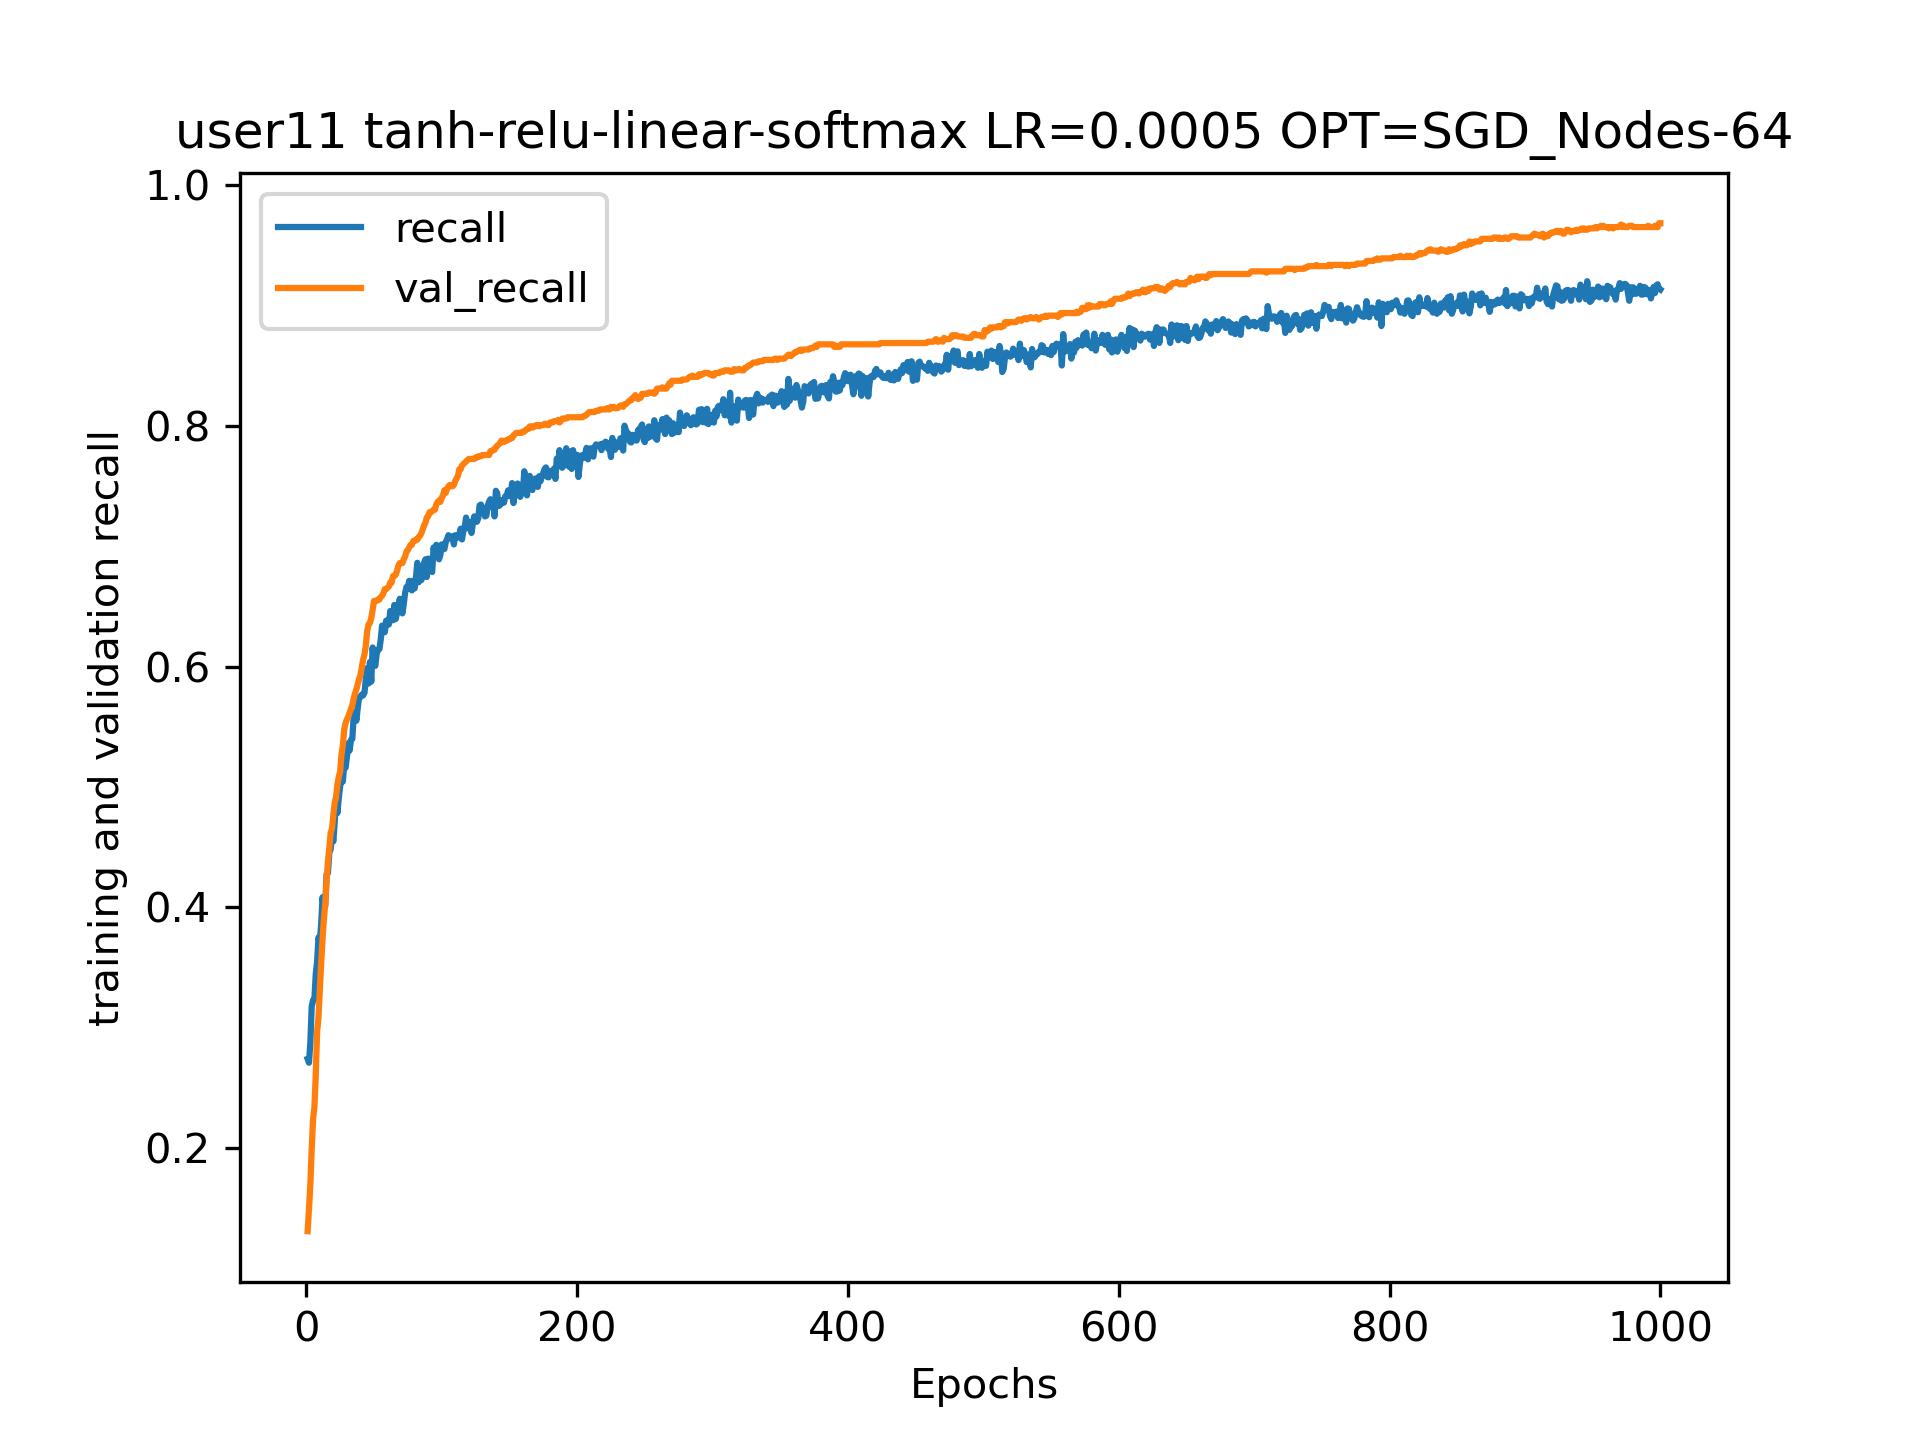 user11 tanh-relu-linear-softmax LR=0.0005 OPT=SGD_Nodes-64
recall
val_recall
training and validation recall
1.0
0.8
0.6
0.4
0.2
0 200 400 600 800 1000
Epochs